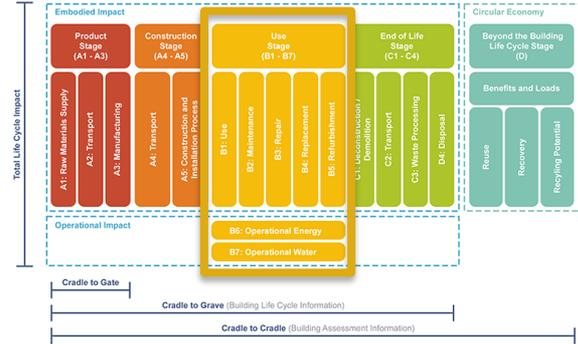 Embodied Impact
Circular Economy
Product
Stage
(A1 - A3)
Construction
Stage
(A4 - A5)
Use
Stage
(B1 - B7)
End of Life
Stage
(C1 - C4)
Beyond the Building
Life Cycle Stage
(D)
Benefits and Loads
Total Life Cycle Impact
A1: Raw Materials Supply
A2: Transport
A3: Manufacturing
A4: Transport
A5: Construction and
Installation Process
B1: Use
B2: Maintenance
B3: Repair
B4: Replacement
B5: Refurbishment
C1: Deconstruction /
Demolition
C2: Transport
C3: Waste Processing
D4: Disposal
Reuse
Recovery
Recyling Potential
Operational Impact
B6: Operational Energy
B7: Operational Water
Cradle to Gate
Cradle to Grave (Building Life Cycle Information)
Cradle to Cradle (Building Assessment Information)